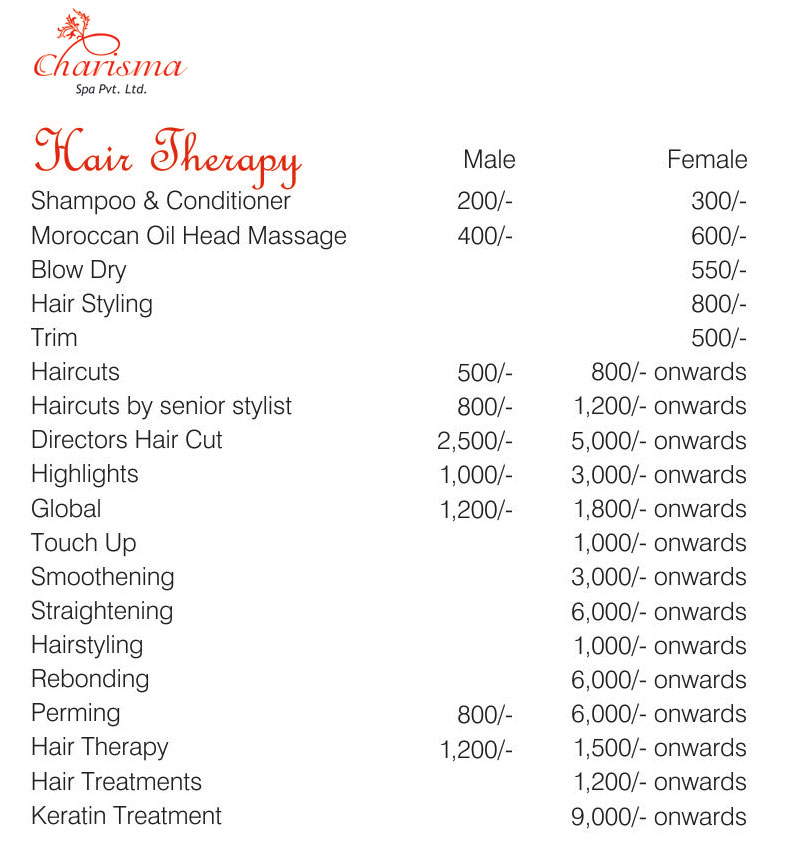 Charisma
Spa Pvt. Ltd.
Hair Therapy Male Female
Shampoo & Conditioner 200/- 300/-
Moroccan Oil Head Massage 400/- 600/-
Blow Dry 550/-
Hair Styling 800/-
Trim 500/-
Haircuts 500/- 800/- onwards
Haircuts by senior stylist 800/- 1,200/- onwards
Directors Hair Cut 2,500/- 5,000/- onwards
Highlights 1,000/- 3,000/- onwards
Global 1,200/- 1,800/- onwards
Touch Up 1,000/- onwards
Smoothening 3,000/- onwards
Straightening 6,000/- onwards
Hairstyling 1,000/- onwards
Rebonding 6,000/- onwards
Perming 800/- 6,000/- onwards
Hair Therapy 1,200/- 1,500/- onwards
Hair Treatments 1,200/- onwards
Keratin Treatment 9,000/- onwards